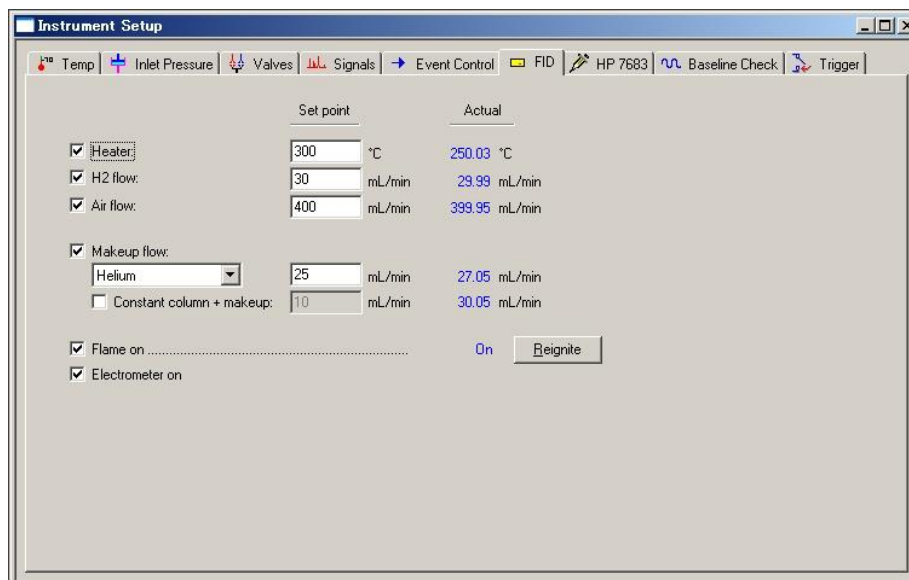 Instrument Setup
Temp Inlet Pressure Valves Signals Event Control FID HP 7683 Baseline Check Trigger
Set point Actual
Heater: 300 °C 250.03 °C
H2 flow: 30 mL/min 29.99 mL/min
Air flow: 400 mL/min 399.95 mL/min
Makeup flow:
Helium 25 mL/min 27.05 mL/min
Constant column + makeup: 10 mL/min 30.05 mL/min
Flame on ........................................................................ On Reignite
Electrometer on